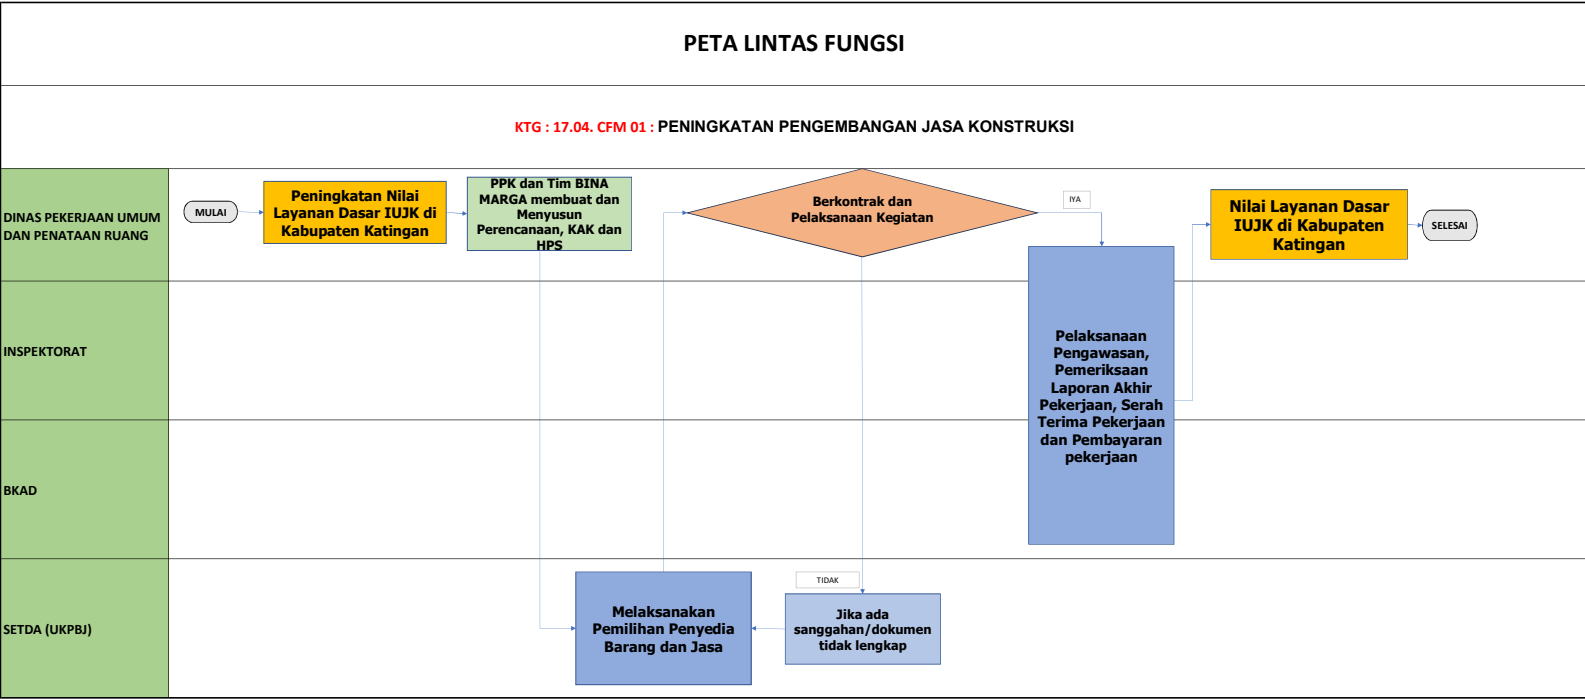 PETA LINTAS FUNGSI
KTG : 17.04. CFM 01 : PENINGKATAN PENGEMBANGAN JASA KONSTRUKSI
DINAS PEKERJAAN UMUM
DAN PENATAAN RUANG
MULAI
Peningkatan Nilai
Layanan Dasar IUJK di
Kabupaten Katingan
PPK dan Tim BINA
MARGA membuat dan
Menyusun
Perencanaan, KAK dan
HPS
Berkontrak dan
Pelaksanaan Kegiatan
IYA
Nilai Layanan Dasar
IUJK di Kabupaten
Katingan
SELESAI
INSPEKTORAT
Pelaksanaan
Pengawasan,
Pemeriksaan
Laporan Akhir
Pekerjaan, Serah
Terima Pekerjaan
dan Pembayaran
pekerjaan
BKAD
SETDA (UKPBJ)
Melaksanakan
Pemilihan Penyedia
Barang dan Jasa
TIDAK
Jika ada
sanggahan/dokumen
tidak lengkap